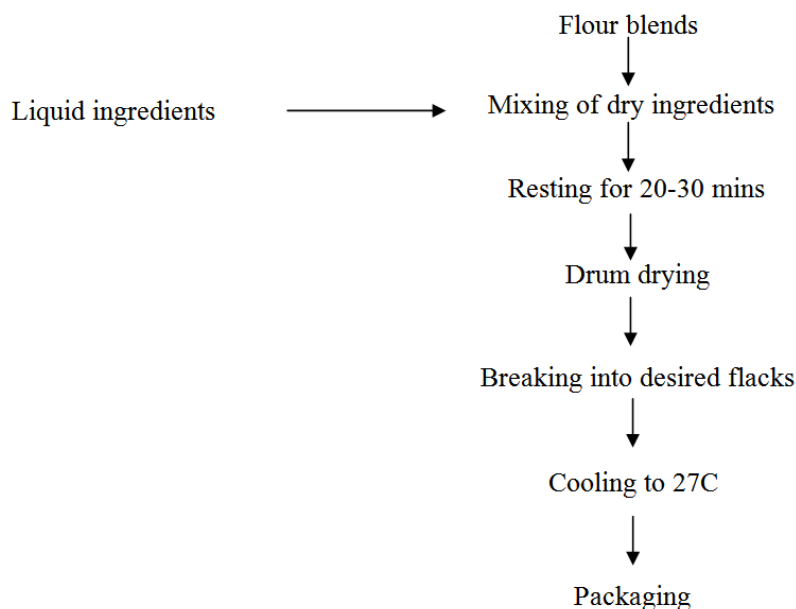 Flour blends
Liquid ingredients
Mixing of dry ingredients
Resting for 20-30 mins
Drum drying
Breaking into desired flacks
Cooling to 27C
Packaging